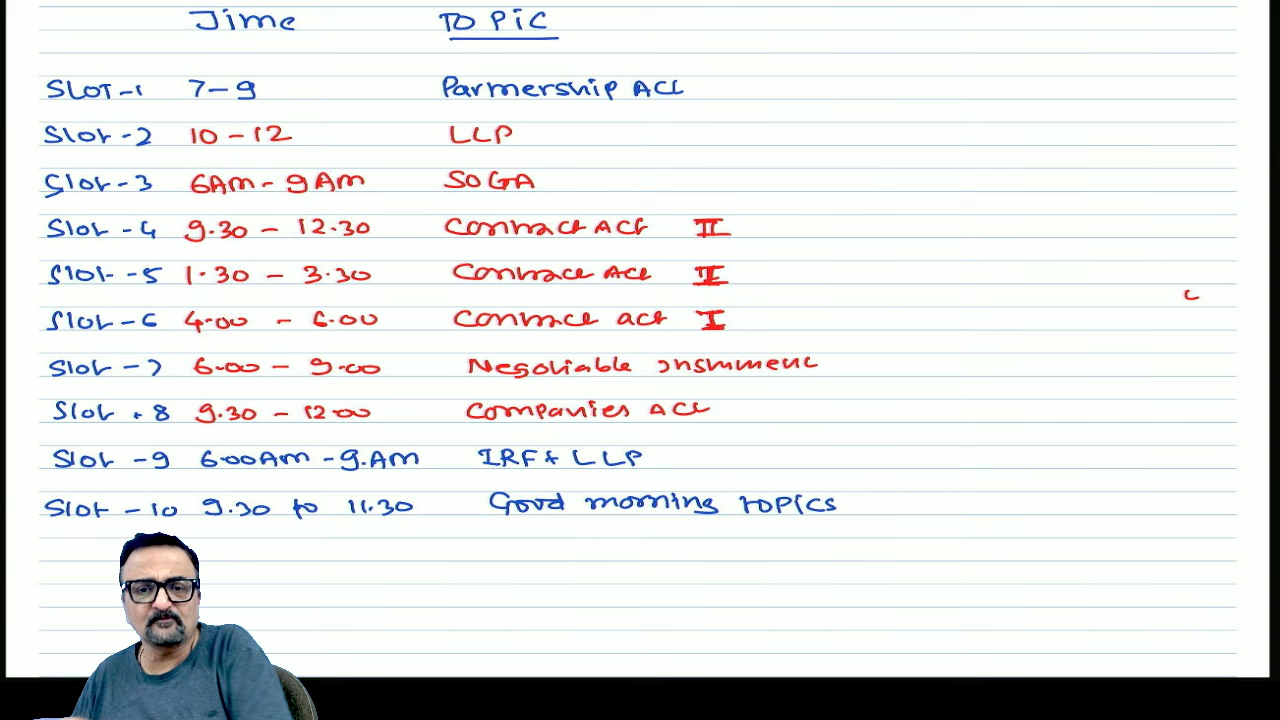 Time TOPIC
SLOT-1 7-9 Partnership Act
Slot-2 10-12 LLP
Slot-3 6Am-9Am SOGA
Slot-4 9.30-12.30 Contract Act II
Slot--5 1.30-3.30 Contract Act II
Slot-6 4.00-6.00 Contract act I
Slot-7 6.00-9.00 Negotiable Instrument
Slot-8 9.30-12.00 Companies Act
Slot-9 6.00Am-9.Am IRF+LLP
Slot-10 9.30 to 11.30 Good morning topics